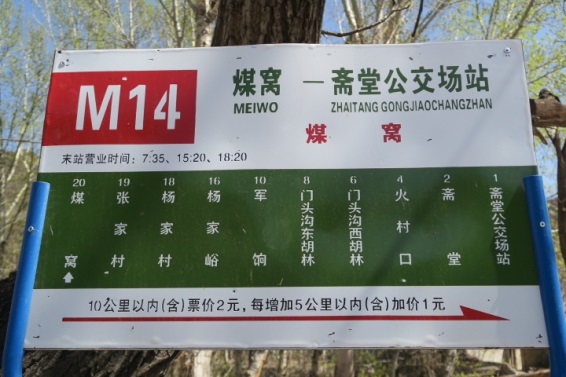 M14
煤窝 — 斋堂公交场站
MEIWO ZHAITANG GONGJIAOCHANGZHAN
煤窝
末站营业时间: 7:35、15:20、18:20
20 煤窝
19 张家村
18 杨家村
16 杨家峪
10 军饷
8 门头沟东胡林
6 门头沟西胡林
4 火村口
2 斋堂
1 斋堂公交场站
10公里以内(含)票价2元, 每增加5公里以内(含)加价1元